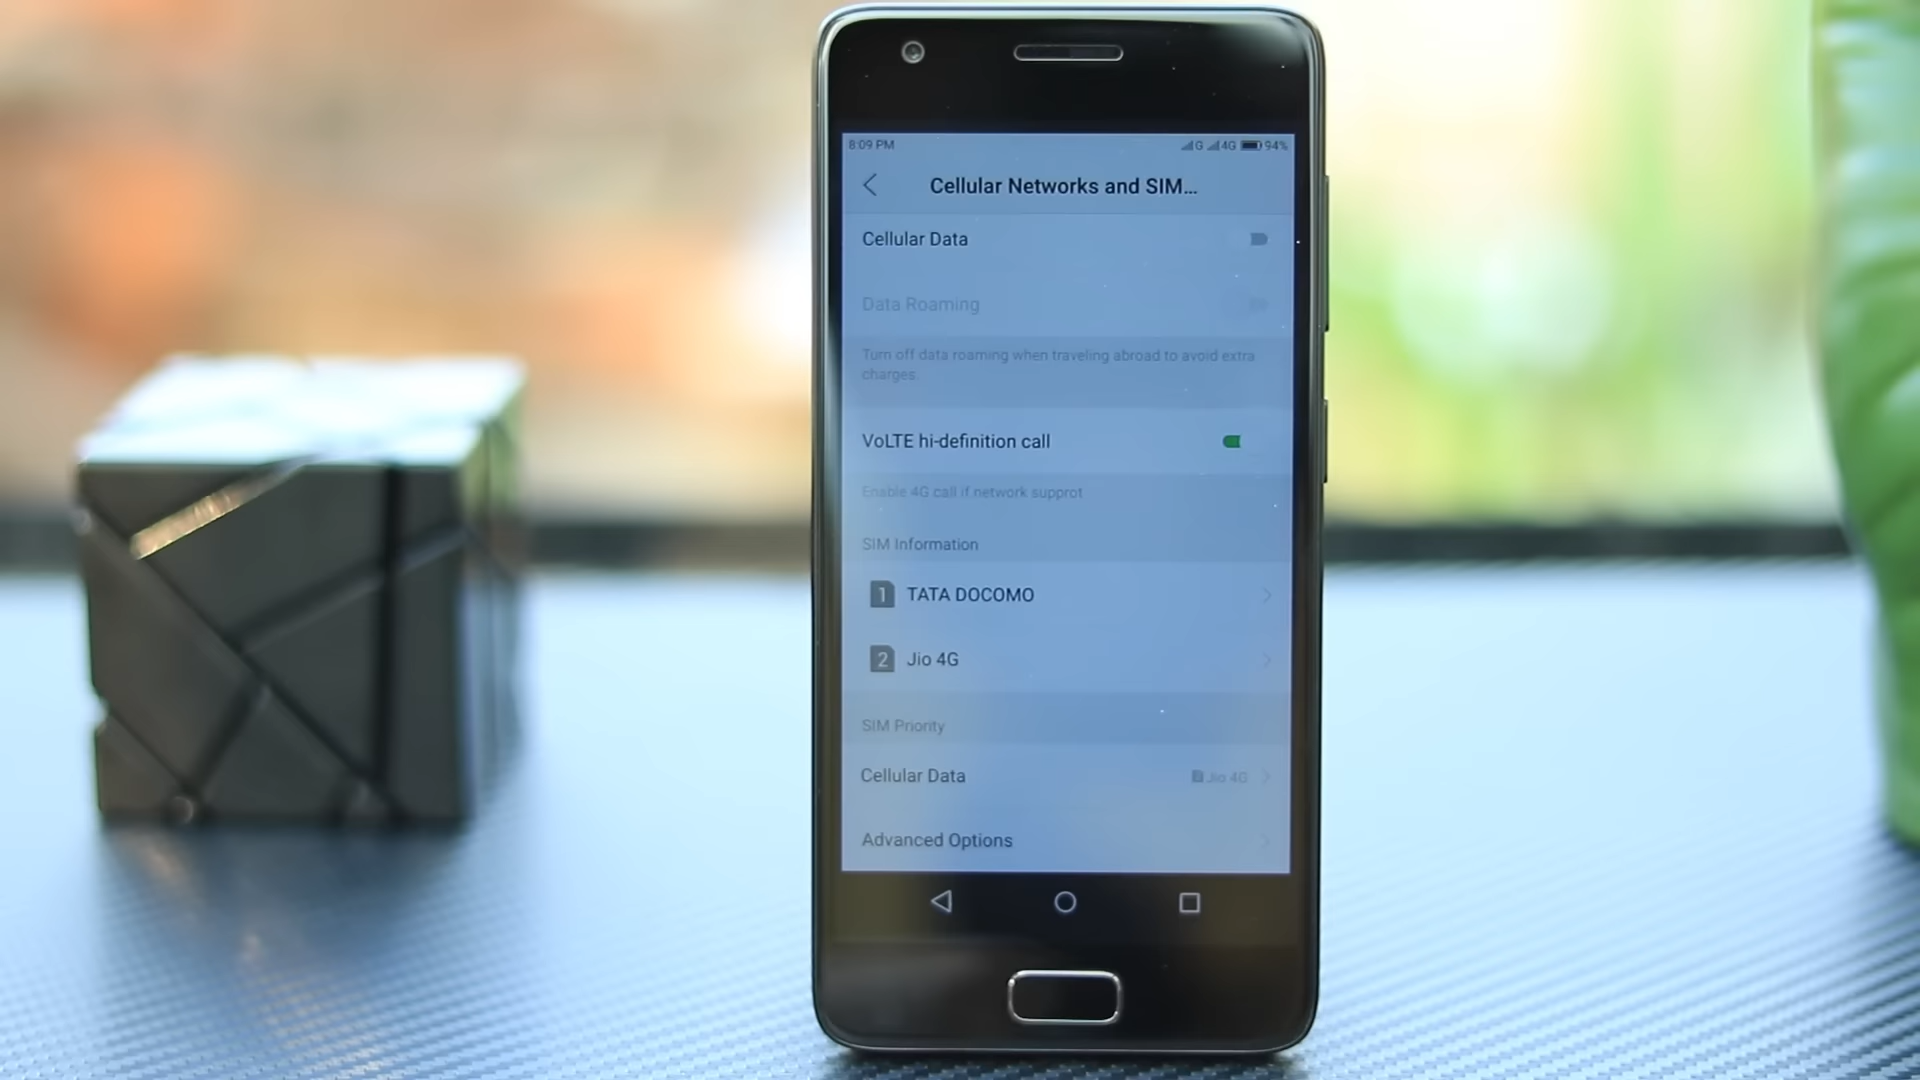 8:09 PM G 4G 94%
Cellular Networks and SIM...
Cellular Data
Data Roaming
Turn off data roaming when traveling abroad to avoid extra
charges.
VoLTE hi-definition call
Enable 4G call if network supprot
SIM Information
1 TATA DOCOMO
2 Jio 4G
SIM Priority
Cellular Data 2 Jio 4G
Advanced Options